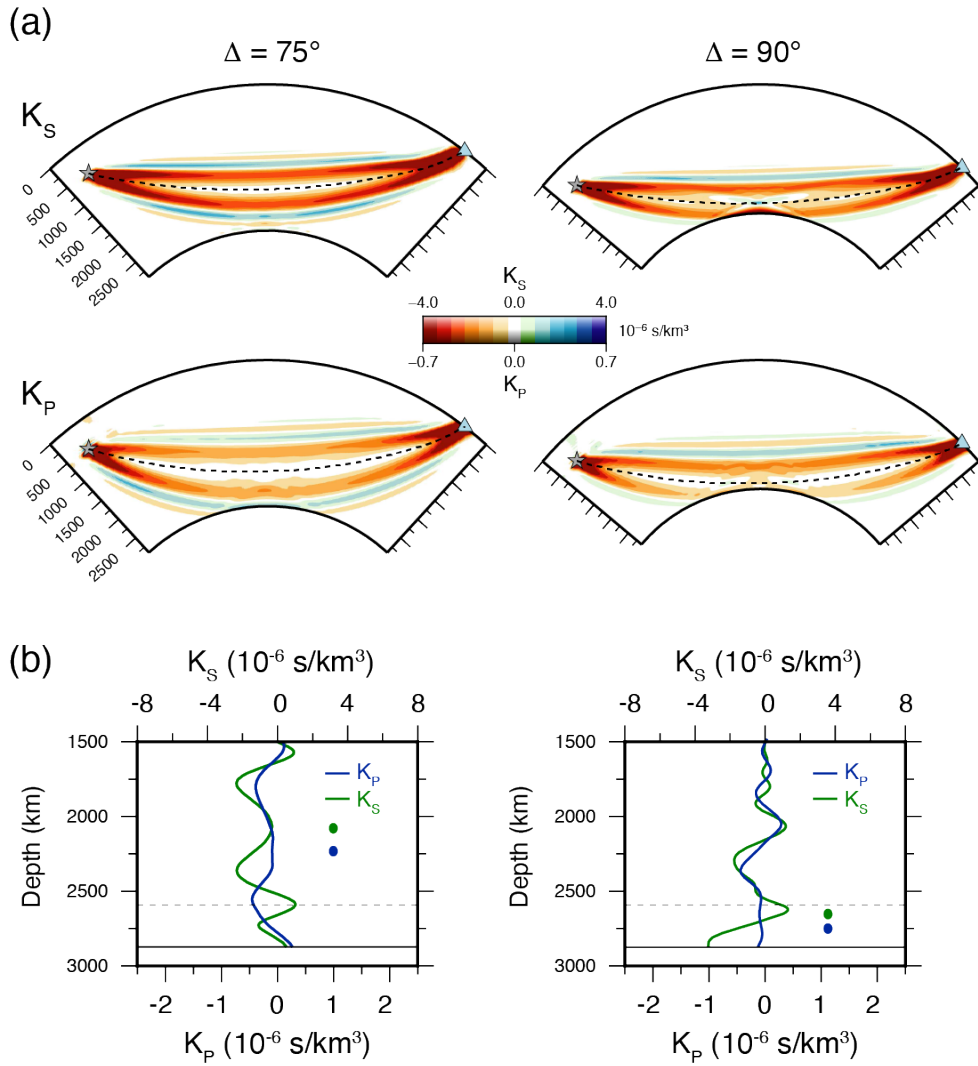 (a)
Δ = 75°
Δ = 90°
K_S
0
500
1000
1500
2000
2500
K_S
−4.0 0.0 4.0
10⁻⁶ s/km³
−0.7 0.0 0.7
K_P
K_P
0
500
1000
1500
2000
2500
(b)
K_S (10⁻⁶ s/km³)
-8 -4 0 4 8
1500
2000
2500
3000
Depth (km)
K_P
K_S
-2 -1 0 1 2
K_P (10⁻⁶ s/km³)
K_S (10⁻⁶ s/km³)
-8 -4 0 4 8
1500
2000
2500
3000
Depth (km)
K_P
K_S
-2 -1 0 1 2
K_P (10⁻⁶ s/km³)